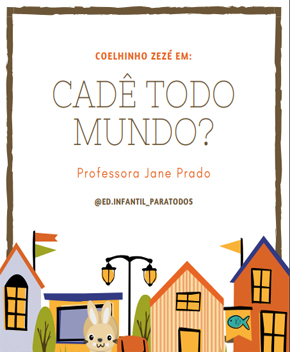 COELHINHO ZEZÉ EM:
CADÊ TODO
MUNDO?
Professora Jane Prado
@ED.INFANTIL_PARATODOS